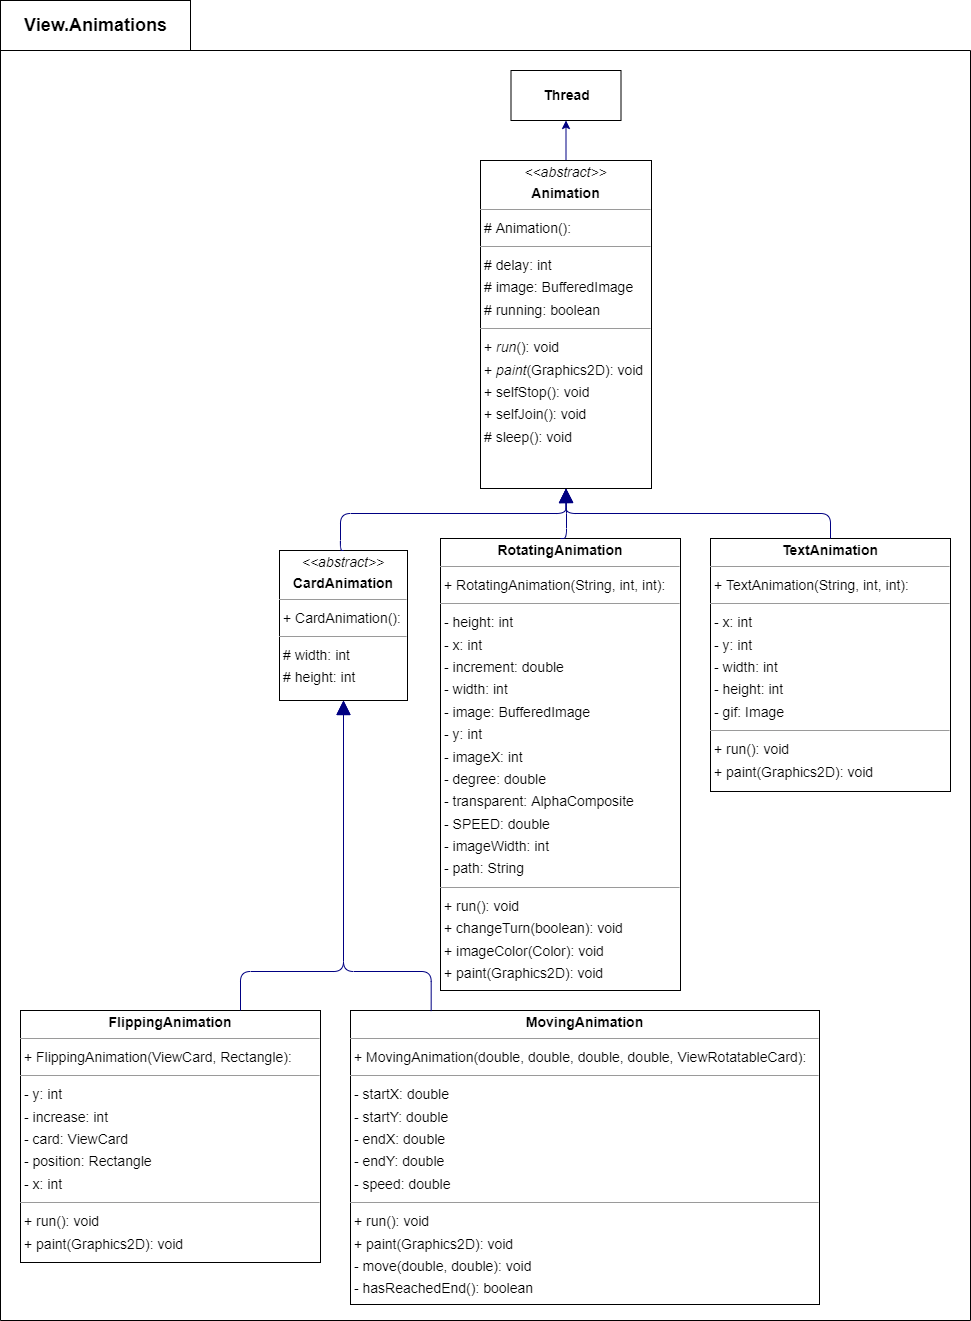 View.Animations
Thread
<<abstract>>
Animation
# Animation():
# delay: int
# image: BufferedImage
# running: boolean
+ run(): void
+ paint(Graphics2D): void
+ selfStop(): void
+ selfJoin(): void
# sleep(): void
<<abstract>>
CardAnimation
+ CardAnimation():
# width: int
# height: int
RotatingAnimation
+ RotatingAnimation(String, int, int):
- height: int
- x: int
- increment: double
- width: int
- image: BufferedImage
- y: int
- imageX: int
- degree: double
- transparent: AlphaComposite
- SPEED: double
- imageWidth: int
- path: String
+ run(): void
+ changeTurn(boolean): void
+ imageColor(Color): void
+ paint(Graphics2D): void
TextAnimation
+ TextAnimation(String, int, int):
- x: int
- y: int
- width: int
- height: int
- gif: Image
+ run(): void
+ paint(Graphics2D): void
FlippingAnimation
+ FlippingAnimation(ViewCard, Rectangle):
- y: int
- increase: int
- card: ViewCard
- position: Rectangle
- x: int
+ run(): void
+ paint(Graphics2D): void
MovingAnimation
+ MovingAnimation(double, double, double, double, ViewRotatableCard):
- startX: double
- startY: double
- endX: double
- endY: double
- speed: double
+ run(): void
+ paint(Graphics2D): void
- move(double, double): void
- hasReachedEnd(): boolean